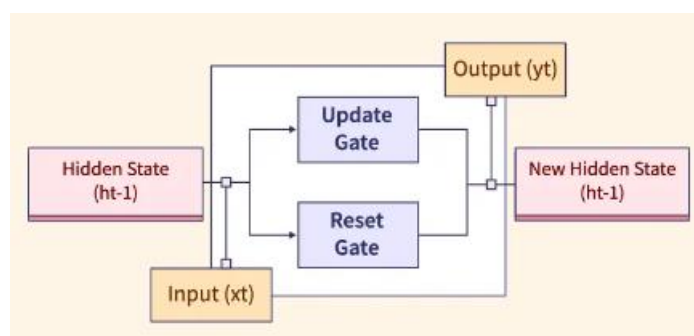 Output (yt)
Update
Gate
Hidden State
(ht-1)
New Hidden State
(ht-1)
Reset
Gate
Input (xt)